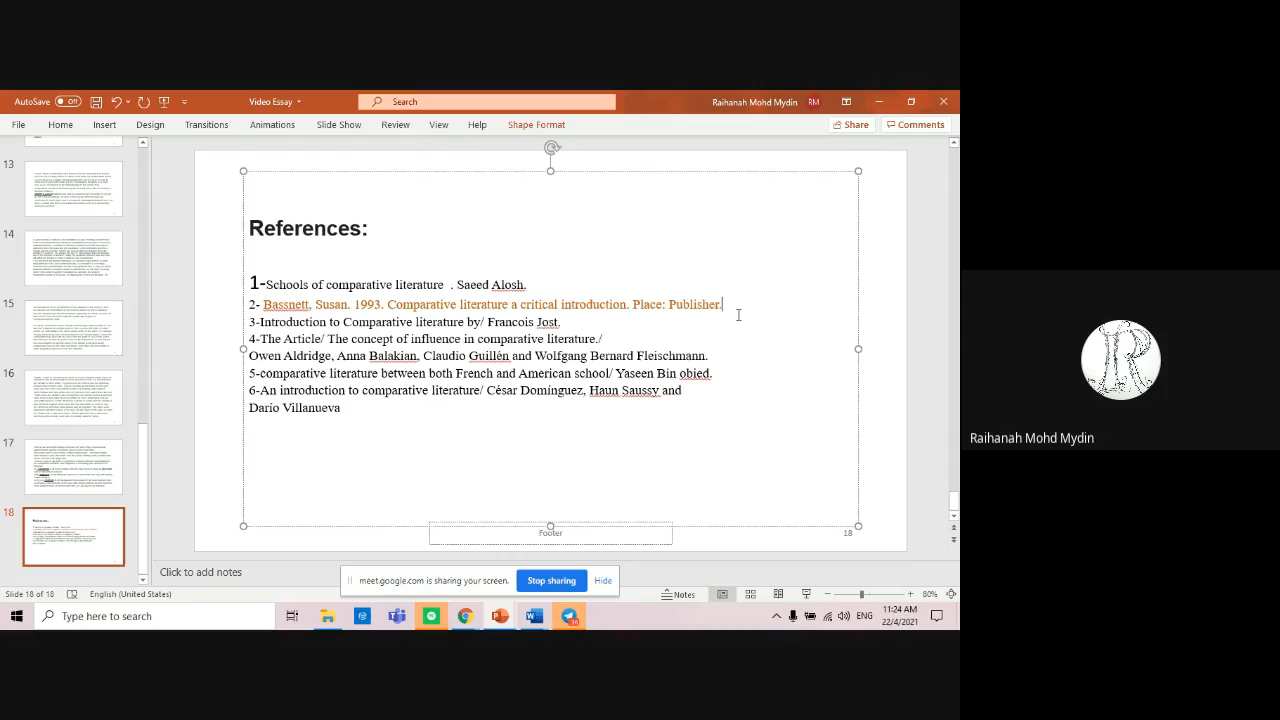 AutoSave Off Video Essay Search Raihanah Mohd Mydin RM
File Home Insert Design Transitions Animations Slide Show Review View Help Shape Format Share Comments
13
14
15
16
17
18
References:
1-Schools of comparative literature . Saeed Alosh.
2- Bassnett, Susan. 1993. Comparative literature a critical introduction. Place: Publisher.
3-Introduction to Comparative literature by/ Francois Jost.
4-The Article/ The concept of influence in comparative literature./
Owen Aldridge, Anna Balakian, Claudio Guillén and Wolfgang Bernard Fleischmann.
5-comparative literature between both French and American school/ Yaseen Bin obied.
6-An introduction to comparative literature/ César Domínguez, Haun Saussy and
Darío Villanueva
Footer
18
Click to add notes
meet.google.com is sharing your screen. Stop sharing Hide
Slide 18 of 18 English (United States) Notes 80%
Type here to search
ENG
11:24 AM
22/4/2021
Raihanah Mohd Mydin